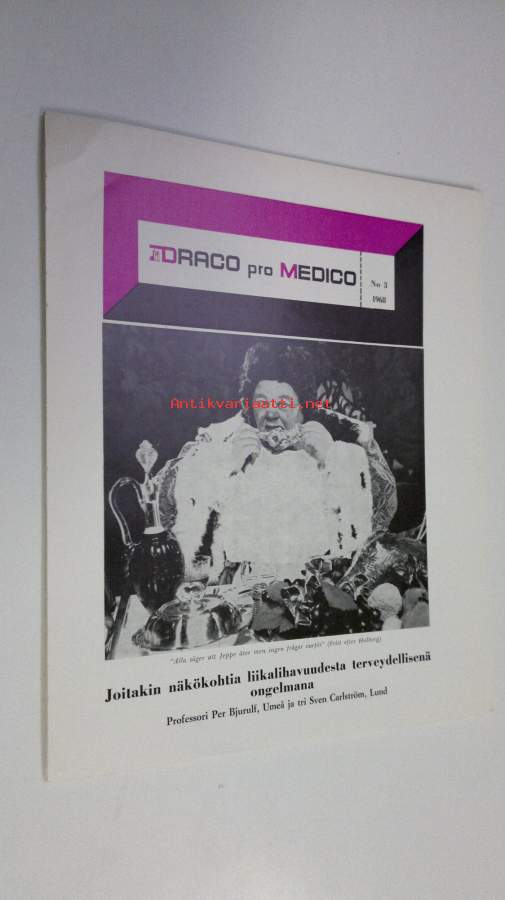 DRACO pro MEDICO
No 3
1968
Antikvariaatti.net
"Alla säger att Jeppe äter men ingen frågar varför" (Fritt efter Holberg)
Joitakin näkökohtia liikalihavuudesta terveydellisenä
ongelmana
Professori Per Bjurulf, Umeå ja tri Sven Carlström, Lund